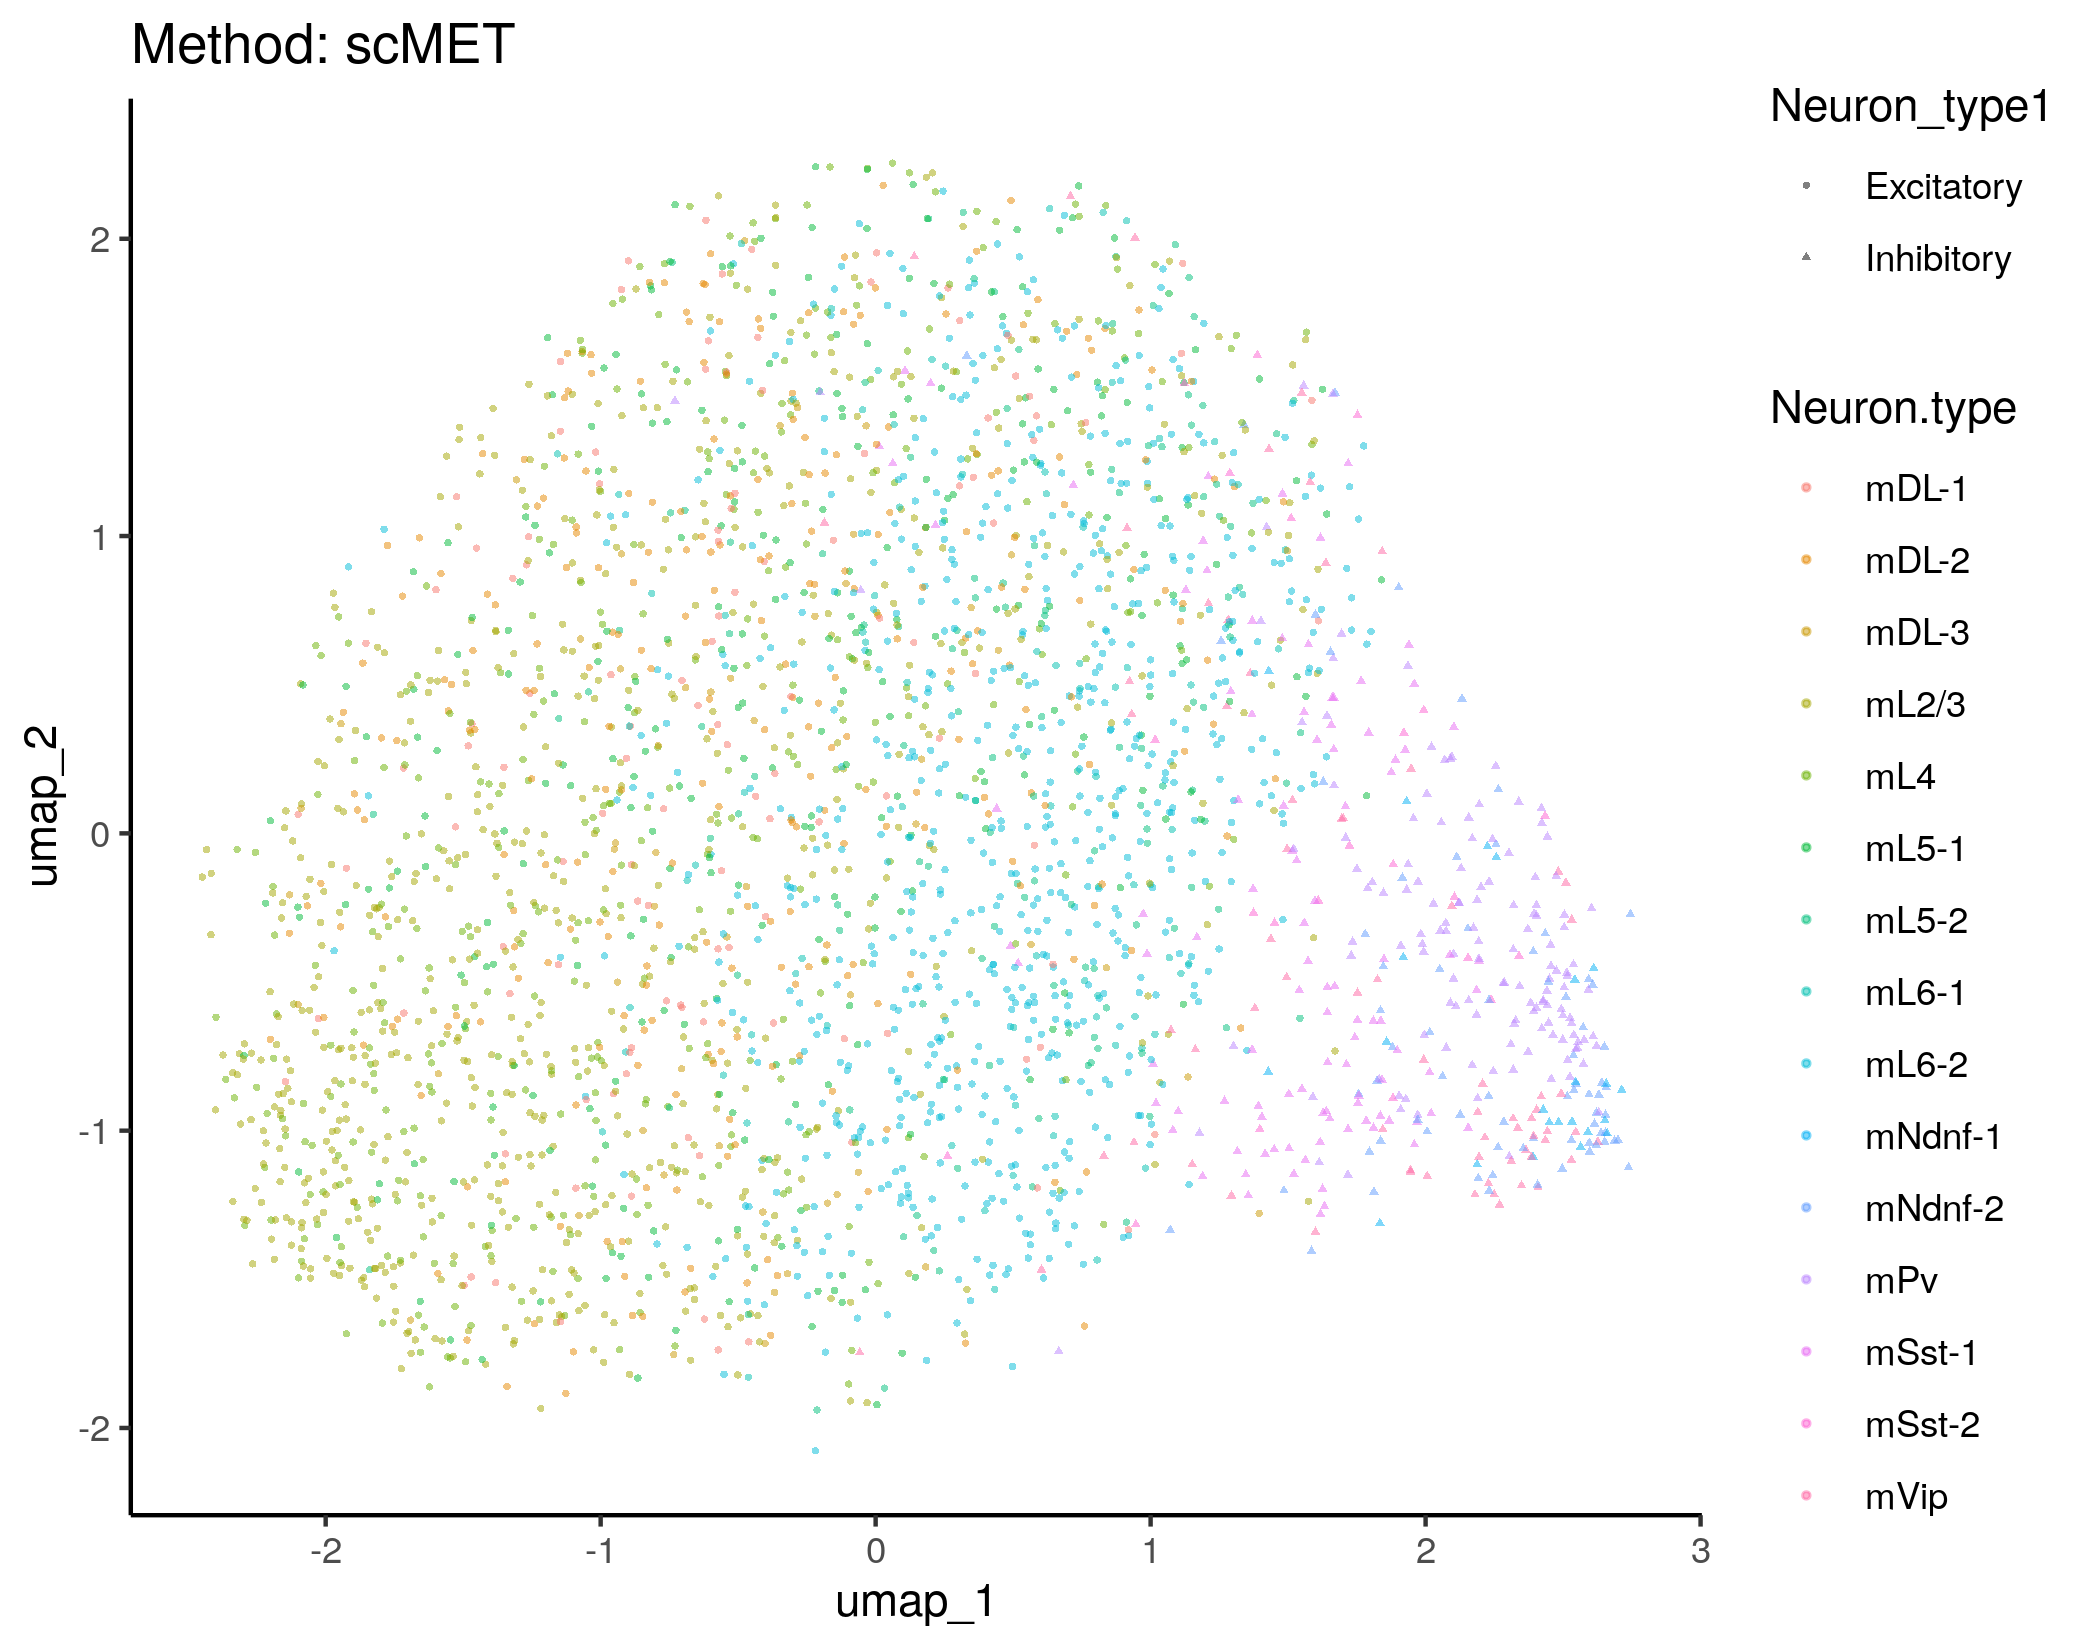 Method: scMET
umap_2
2
1
0
-1
-2
-2
-1
0
1
2
3
umap_1
Neuron_type1
Excitatory
Inhibitory
Neuron.type
mDL-1
mDL-2
mDL-3
mL2/3
mL4
mL5-1
mL5-2
mL6-1
mL6-2
mNdnf-1
mNdnf-2
mPv
mSst-1
mSst-2
mVip